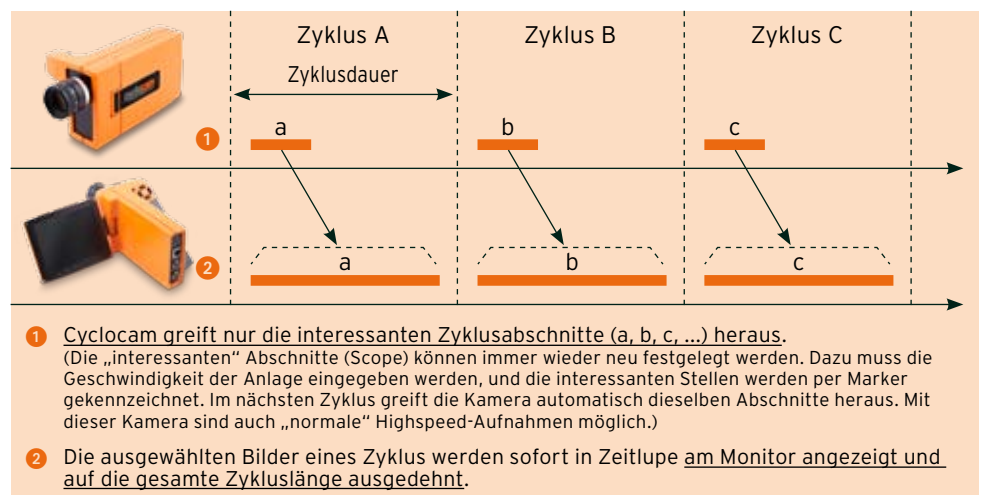 Zyklus A Zyklus B Zyklus C
Zyklusdauer
1 a b c
2 a b c
1 Cyclocam greift nur die interessanten Zyklusabschnitte (a, b, c, ...) heraus.
(Die „interessanten“ Abschnitte (Scope) können immer wieder neu festgelegt werden. Dazu muss die
Geschwindigkeit der Anlage eingegeben werden, und die interessanten Stellen werden per Marker
gekennzeichnet. Im nächsten Zyklus greift die Kamera automatisch dieselben Abschnitte heraus. Mit
dieser Kamera sind auch „normale“ Highspeed-Aufnahmen möglich.)
2 Die ausgewählten Bilder eines Zyklus werden sofort in Zeitlupe am Monitor angezeigt und
auf die gesamte Zykluslänge ausgedehnt.